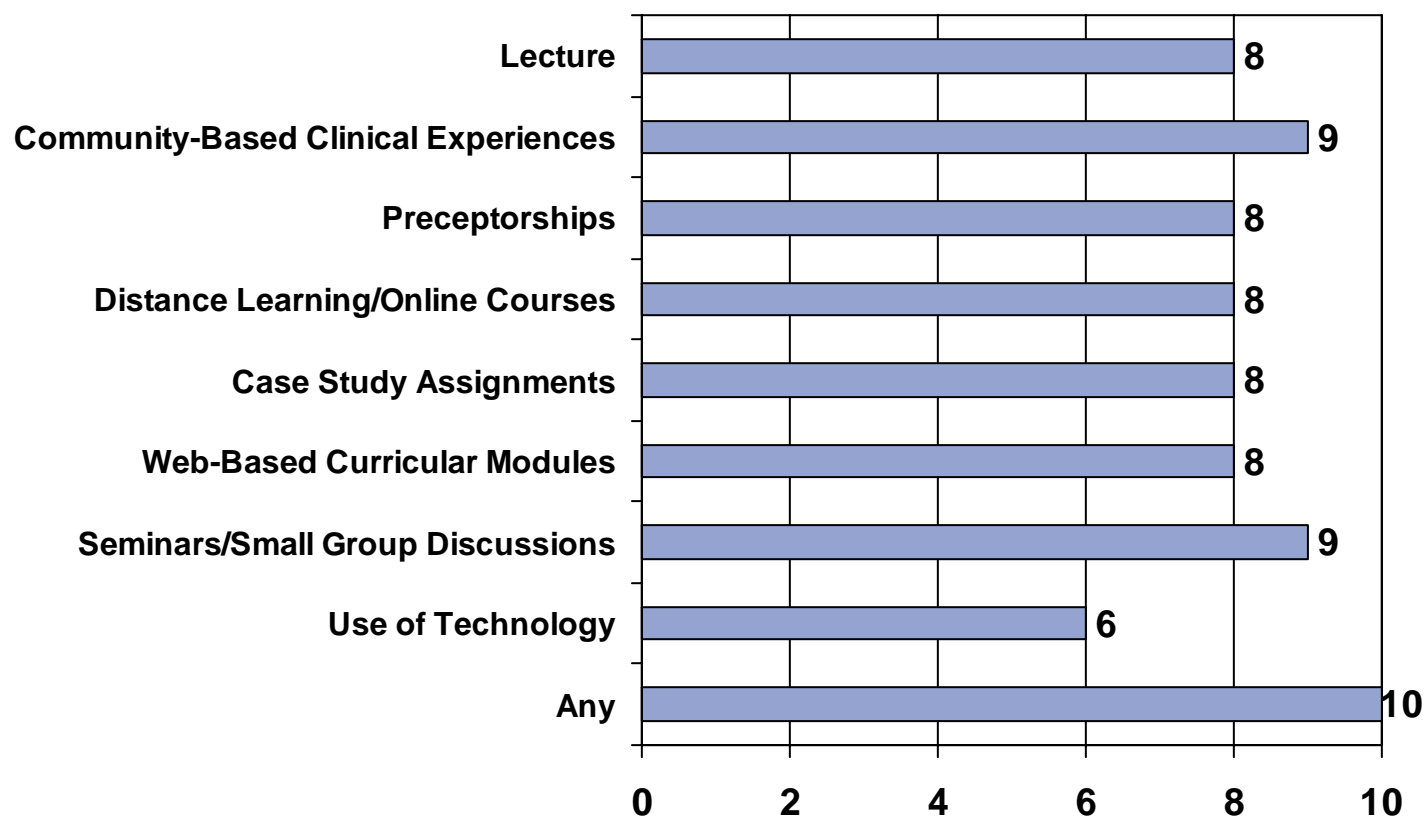 Lecture 8
Community-Based Clinical Experiences 9
Preceptorships 8
Distance Learning/Online Courses 8
Case Study Assignments 8
Web-Based Curricular Modules 8
Seminars/Small Group Discussions 9
Use of Technology 6
Any 10
0 2 4 6 8 10